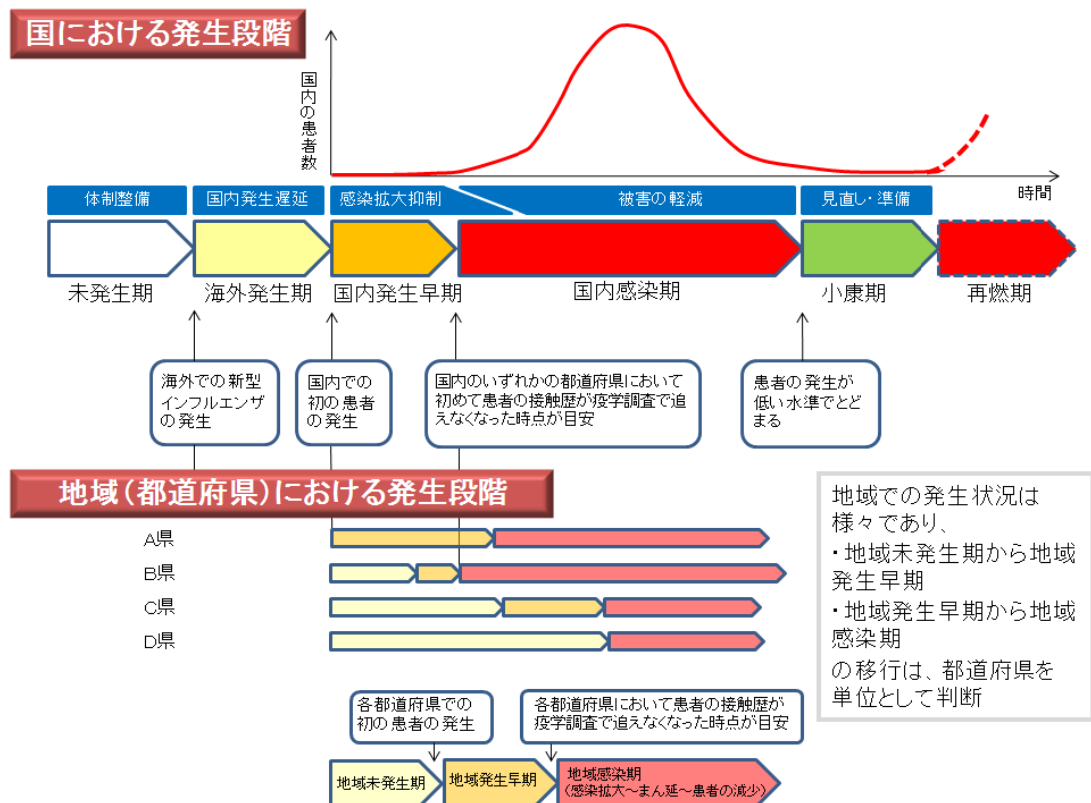 国における発生段階
国内の患者数
時間
体制整備
国内発生遅延
感染拡大抑制
被害の軽減
見直し・準備
未発生期
海外発生期
国内発生早期
国内感染期
小康期
再燃期
海外での新型
インフルエンザ
の発生
国内での
初の患者
の発生
国内のいずれかの都道府県において
初めて患者の接触歴が疫学調査で追
えなくなった時点が目安
患者の発生が
低い水準でとど
まる
地域(都道府県)における発生段階
A県
B県
C県
D県
地域での発生状況は
様々であり、
・地域未発生期から地域
発生早期
・地域発生早期から地域
感染期
の移行は、都道府県を
単位として判断
各都道府県での
初の患者の発生
各都道府県において患者の接触歴が
疫学調査で追えなくなった時点が目安
地域未発生期
地域発生早期
地域感染期
(感染拡大~まん延~患者の減少)